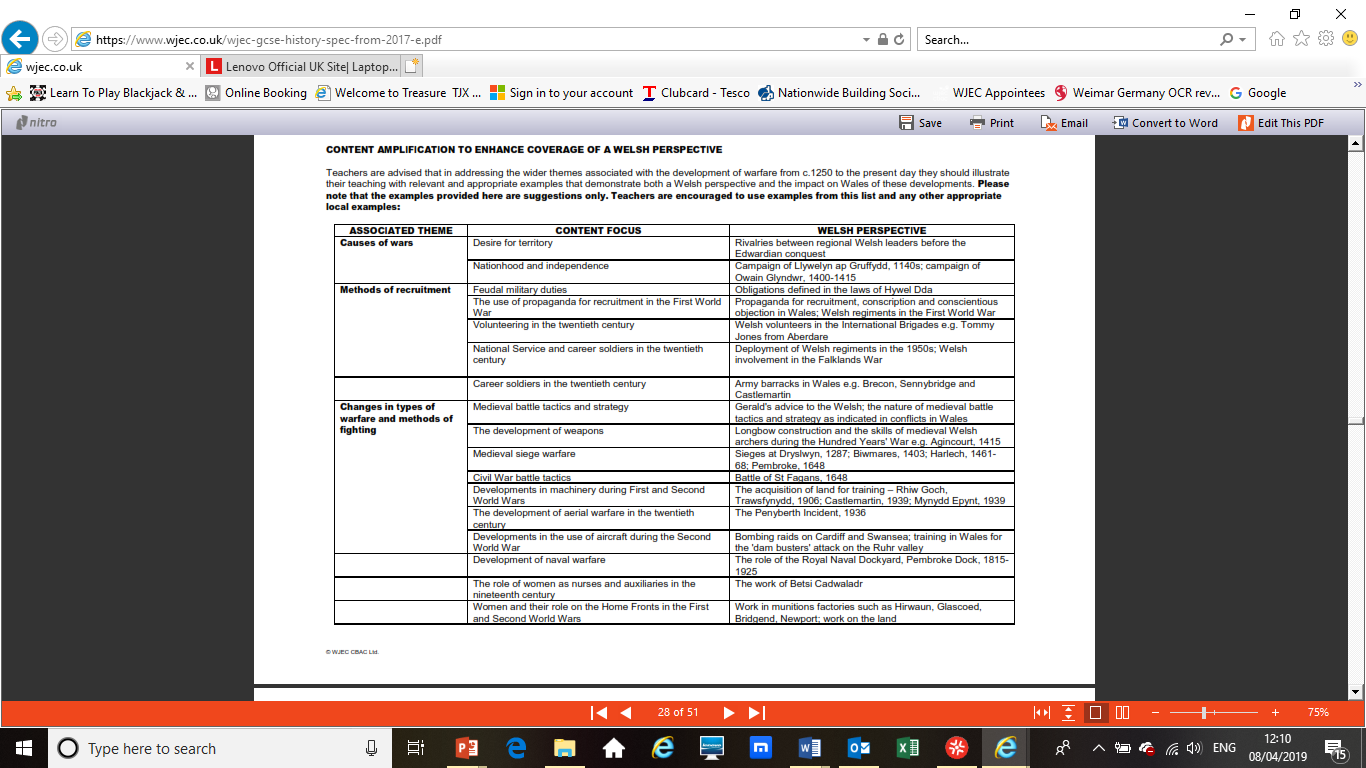 https://www.wjec.co.uk/wjec-gcse-history-spec-from-2017-e.pdf
Search...
wjec.co.uk
Lenovo Official UK Site| Laptop...
Learn To Play Blackjack & ...
Online Booking
Welcome to Treasure TJX ...
Sign in to your account
Clubcard - Tesco
Nationwide Building Soci...
WJEC Appointees
Weimar Germany OCR rev...
Google
nitro
Save
Print
Email
Convert to Word
Edit This PDF
CONTENT AMPLIFICATION TO ENHANCE COVERAGE OF A WELSH PERSPECTIVE
Teachers are advised that in addressing the wider themes associated with the development of warfare from c.1250 to the present day they should illustrate
their teaching with relevant and appropriate examples that demonstrate both a Welsh perspective and the impact on Wales of these developments. Please
note that the examples provided here are suggestions only. Teachers are encouraged to use examples from this list and any other appropriate
local examples:
ASSOCIATED THEME
CONTENT FOCUS
WELSH PERSPECTIVE
Causes of wars
Desire for territory
Rivalries between regional Welsh leaders before the
Edwardian conquest
Nationhood and independence
Campaign of Llywelyn ap Gruffydd, 1140s; campaign of
Owain Glyndwr, 1400-1415
Methods of recruitment
Feudal military duties
Obligations defined in the laws of Hywel Dda
The use of propaganda for recruitment in the First World
War
Propaganda for recruitment, conscription and conscientious
objection in Wales; Welsh regiments in the First World War
Volunteering in the twentieth century
Welsh volunteers in the International Brigades e.g. Tommy
Jones from Aberdare
National Service and career soldiers in the twentieth
century
Deployment of Welsh regiments in the 1950s; Welsh
involvement in the Falklands War
Career soldiers in the twentieth century
Army barracks in Wales e.g. Brecon, Sennybridge and
Castlemartin
Changes in types of
warfare and methods of
fighting
Medieval battle tactics and strategy
Gerald's advice to the Welsh; the nature of medieval battle
tactics and strategy as indicated in conflicts in Wales
The development of weapons
Longbow construction and the skills of medieval Welsh
archers during the Hundred Years' War e.g. Agincourt, 1415
Medieval siege warfare
Sieges at Dryslwyn, 1287; Biwmares, 1403; Harlech, 1461-
68; Pembroke, 1648
Civil War battle tactics
Battle of St Fagans, 1648
Developments in machinery during First and Second
World Wars
The acquisition of land for training – Rhiw Goch,
Trawsfynydd, 1906; Castlemartin, 1939; Mynydd Epynt, 1939
The development of aerial warfare in the twentieth
century
The Penyberth Incident, 1936
Developments in the use of aircraft during the Second
World War
Bombing raids on Cardiff and Swansea; training in Wales for
the 'dam busters' attack on the Ruhr valley
Development of naval warfare
The role of the Royal Naval Dockyard, Pembroke Dock, 1815-
1925
The role of women as nurses and auxiliaries in the
nineteenth century
The work of Betsi Cadwaladr
Women and their role on the Home Fronts in the First
and Second World Wars
Work in munitions factories such as Hirwaun, Glascoed,
Bridgend, Newport; work on the land
© WJEC CBAC Ltd.
28 of 51
75%
Type here to search
ENG
12:10
08/04/2019
15